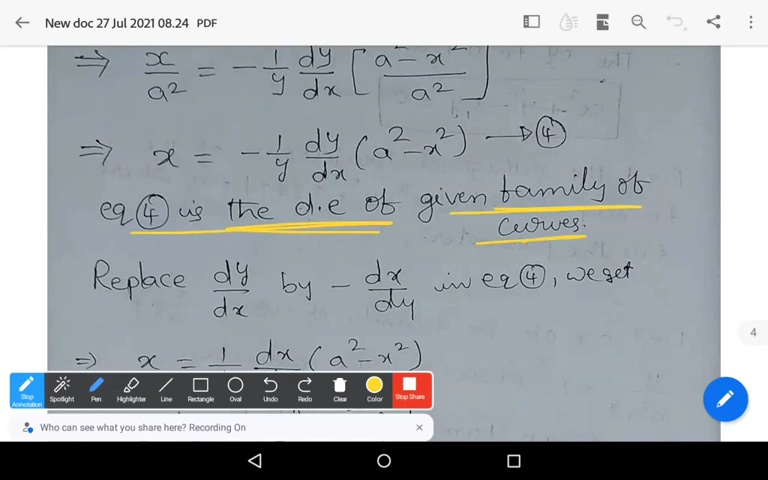 New doc 27 Jul 2021 08.24 PDF
⇒ x/a² = - 1/y dy/dx [a² - x²/a²]
⇒ x = - 1/y dy/dx (a² - x²) → ④
eq ④ is the d.e of given family of
curves.
Replace dy/dx by - dx/dy in eq ④, we get
⇒ x = 1 dx (a² - x²)
4
Stop Annotation Spotlight Pen Highlighter Line Rectangle Oval Undo Redo Clear Color Stop Share
Who can see what you share here? Recording On